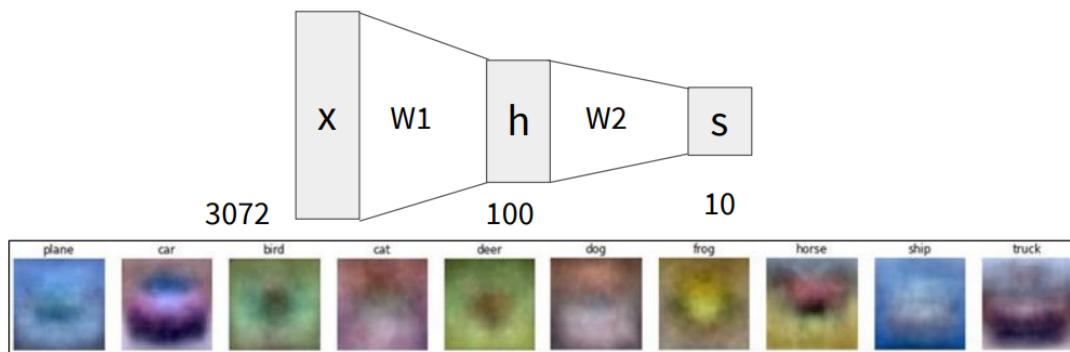 x W1 h W2 s
3072 100 10
plane car bird cat deer dog frog horse ship truck